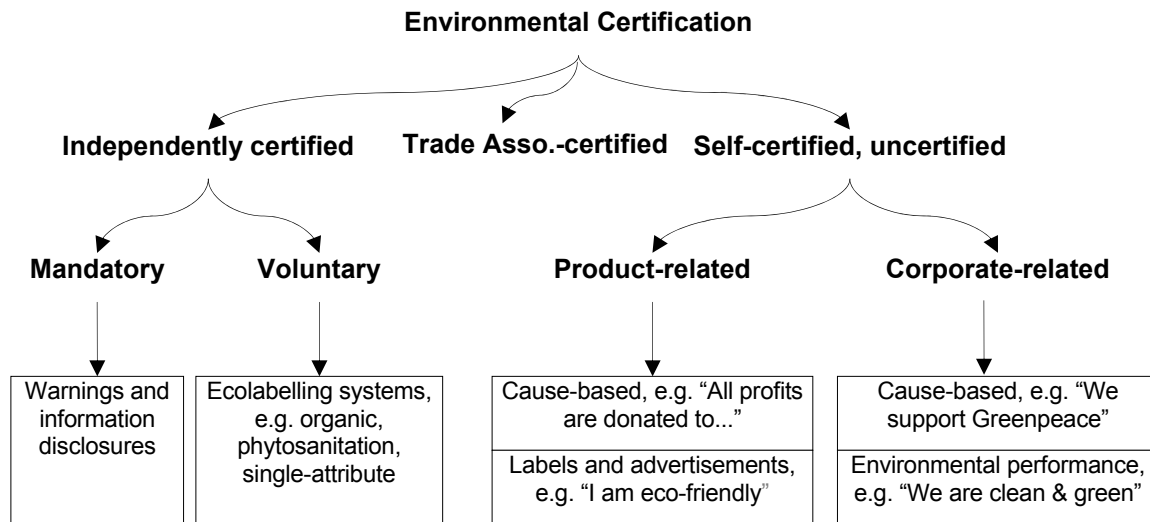 Environmental Certification
Independently certified
Trade Asso.-certified
Self-certified, uncertified
Mandatory
Voluntary
Product-related
Corporate-related
Warnings and
information
disclosures
Ecolabelling systems,
e.g. organic,
phytosanitation,
single-attribute
Cause-based, e.g. “All profits
are donated to...”
Labels and advertisements,
e.g. “I am eco-friendly”
Cause-based, e.g. “We
support Greenpeace”
Environmental performance,
e.g. “We are clean & green”